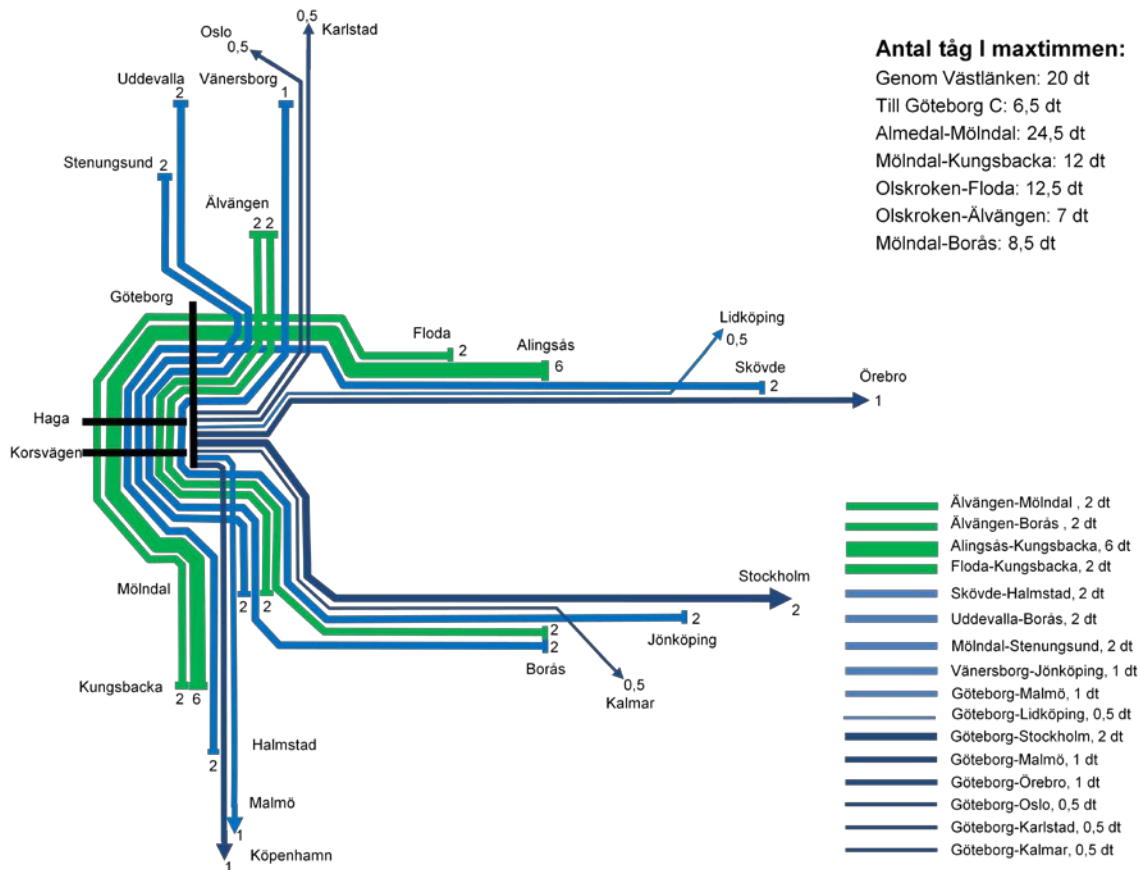 0,5
Oslo
Karlstad
0,5
Uddevalla
Vänersborg
2
1
Stenungsund
2
Älvängen
2 2
Göteborg
Antal tåg I maxtimmen:
Genom Västlänken: 20 dt
Till Göteborg C: 6,5 dt
Almedal-Mölndal: 24,5 dt
Mölndal-Kungsbacka: 12 dt
Olskroken-Floda: 12,5 dt
Olskroken-Älvängen: 7 dt
Mölndal-Borås: 8,5 dt
Lidköping
0,5
Floda
2
Alingsås
6
Skövde
2
Örebro
1
Haga
Korsvägen
Mölndal
2
2
Stockholm
2
2
Jönköping
2
2
Borås
0,5
Kalmar
Kungsbacka
2 6
Halmstad
2
Malmö
1
Köpenhamn
1
Älvängen-Mölndal , 2 dt
Älvängen-Borås , 2 dt
Alingsås-Kungsbacka, 6 dt
Floda-Kungsbacka, 2 dt
Skövde-Halmstad, 2 dt
Uddevalla-Borås, 2 dt
Mölndal-Stenungsund, 2 dt
Vänersborg-Jönköping, 1 dt
Göteborg-Malmö, 1 dt
Göteborg-Lidköping, 0,5 dt
Göteborg-Stockholm, 2 dt
Göteborg-Malmö, 1 dt
Göteborg-Örebro, 1 dt
Göteborg-Oslo, 0,5 dt
Göteborg-Karlstad, 0,5 dt
Göteborg-Kalmar, 0,5 dt